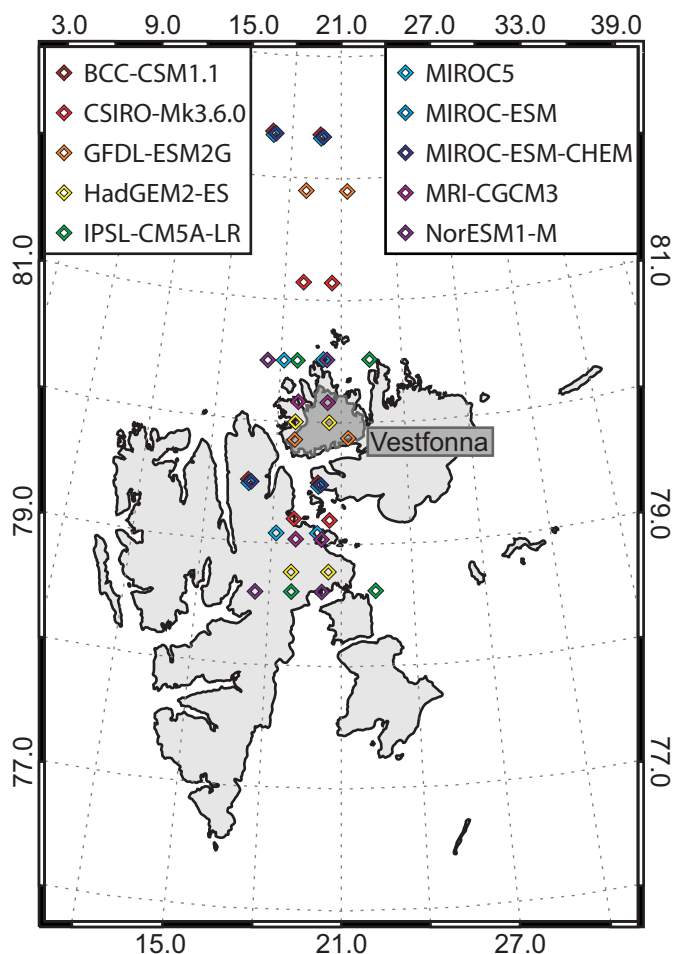 3.0 9.0 15.0 21.0 27.0 33.0 39.0
BCC-CSM1.1
CSIRO-Mk3.6.0
GFDL-ESM2G
HadGEM2-ES
IPSL-CM5A-LR
MIROC5
MIROC-ESM
MIROC-ESM-CHEM
MRI-CGCM3
NorESM1-M
81.0 81.0
Vestfonna
79.0 79.0
77.0 77.0
15.0 21.0 27.0